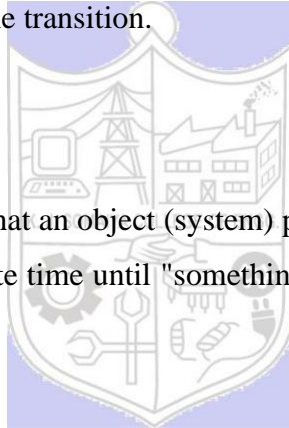 e transition.
hat an object (system) p
te time until "somethin